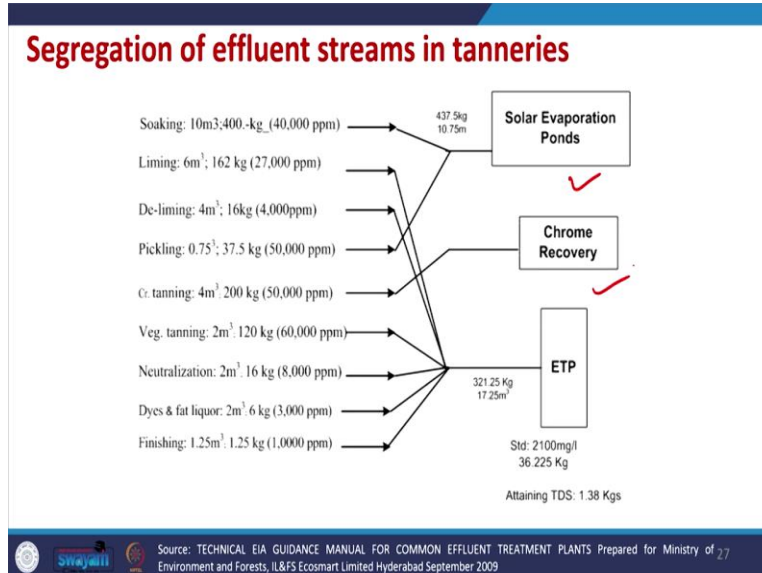 Segregation of effluent streams in tanneries
Soaking: 10m3;400.-kg_(40,000 ppm)
Liming: 6m³; 162 kg (27,000 ppm)
De-liming: 4m³; 16kg (4,000ppm)
Pickling: 0.75³; 37.5 kg (50,000 ppm)
Cr. tanning: 4m³. 200 kg (50,000 ppm)
Veg. tanning: 2m³. 120 kg (60,000 ppm)
Neutralization: 2m³. 16 kg (8,000 ppm)
Dyes & fat liquor: 2m³. 6 kg (3,000 ppm)
Finishing: 1.25m³. 1.25 kg (1,0000 ppm)
437.5kg
10.75m
Solar Evaporation
Ponds
Chrome
Recovery
321.25 Kg
17.25m³
ETP
Std: 2100mg/l
36.225 Kg
Attaining TDS: 1.38 Kgs
swayam
Source: TECHNICAL EIA GUIDANCE MANUAL FOR COMMON EFFLUENT TREATMENT PLANTS Prepared for Ministry of
Environment and Forests, IL&FS Ecosmart Limited Hyderabad September 2009
27